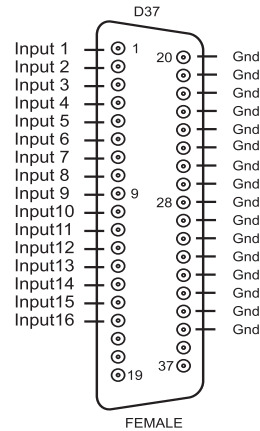 D37
Input 1 1 20 Gnd
Input 2 Gnd
Input 3 Gnd
Input 4 Gnd
Input 5 Gnd
Input 6 Gnd
Input 7 Gnd
Input 8 Gnd
Input 9 9 28 Gnd
Input10 Gnd
Input11 Gnd
Input12 Gnd
Input13 Gnd
Input14 Gnd
Input15 Gnd
Input16 Gnd
19 37
FEMALE